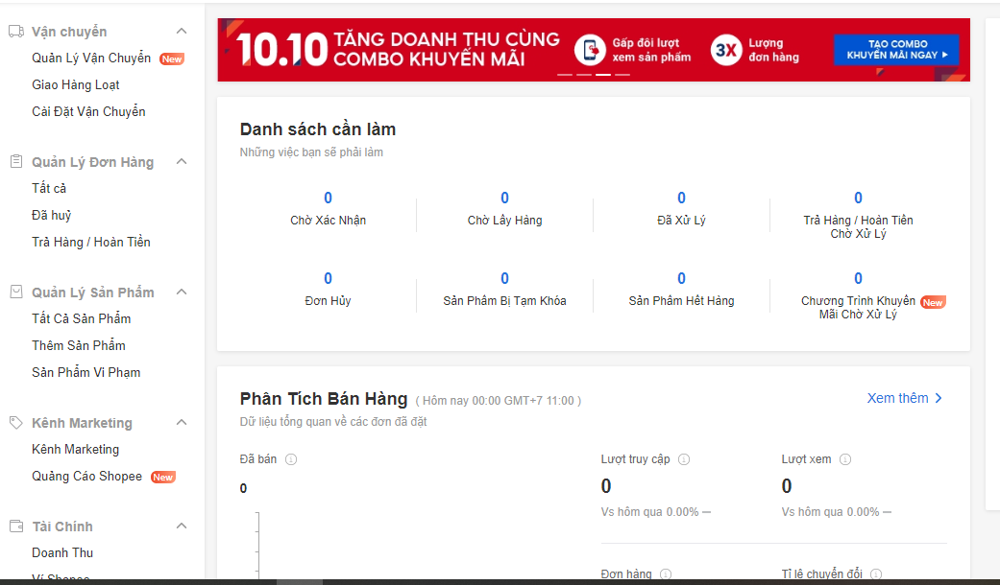 Vận chuyển
Quản Lý Vận Chuyển New
Giao Hàng Loạt
Cài Đặt Vận Chuyển
Quản Lý Đơn Hàng
Tất cả
Đã huỷ
Trả Hàng / Hoàn Tiền
Quản Lý Sản Phẩm
Tất Cả Sản Phẩm
Thêm Sản Phẩm
Sản Phẩm Vi Phạm
Kênh Marketing
Kênh Marketing
Quảng Cáo Shopee New
Tài Chính
Doanh Thu
Ví Shopee
10.10 TĂNG DOANH THU CÙNG
COMBO KHUYẾN MÃI
Gấp đôi lượt
xem sản phẩm
3X
Lượng
đơn hàng
TẠO COMBO
KHUYẾN MÃI NGAY
Danh sách cần làm
Những việc bạn sẽ phải làm
0
Chờ Xác Nhận
0
Chờ Lấy Hàng
0
Đã Xử Lý
0
Trả Hàng / Hoàn Tiền
Chờ Xử Lý
0
Đơn Hủy
0
Sản Phẩm Bị Tạm Khóa
0
Sản Phẩm Hết Hàng
0
Chương Trình Khuyến New
Mãi Chờ Xử Lý
Phân Tích Bán Hàng ( Hôm nay 00:00 GMT+7 11:00 )
Xem thêm
Dữ liệu tổng quan về các đơn đã đặt
Đã bán
0
Lượt truy cập
0
Vs hôm qua 0.00% —
Lượt xem
0
Vs hôm qua 0.00% —
Đơn hàng
Tỉ lệ chuyển đổi